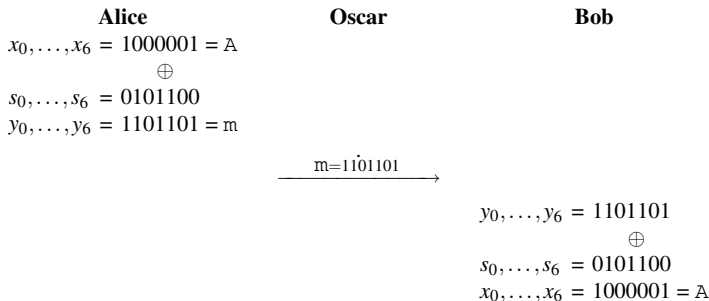 Alice Oscar Bob
x₀,...,x₆ = 1000001 = A
⊕
s₀,...,s₆ = 0101100
y₀,...,y₆ = 1101101 = m
m=1101101
y₀,...,y₆ = 1101101
⊕
s₀,...,s₆ = 0101100
x₀,...,x₆ = 1000001 = A